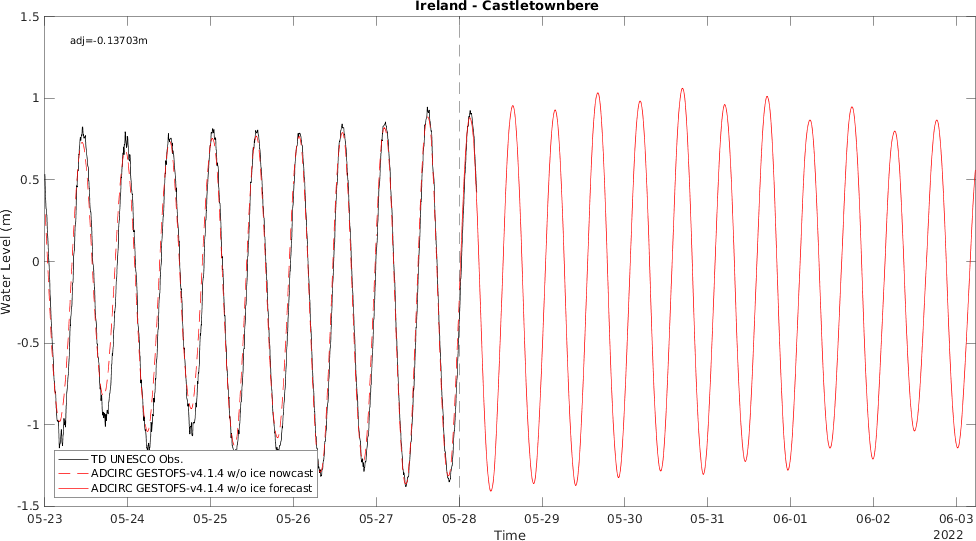 Ireland - Castletownbere
1.5
adj=-0.13703m
1
0.5
0
-0.5
-1
-1.5
Water Level (m)
TD UNESCO Obs.
ADCIRC GESTOFS-v4.1.4 w/o ice nowcast
ADCIRC GESTOFS-v4.1.4 w/o ice forecast
05-23 05-24 05-25 05-26 05-27 05-28 05-29 05-30 05-31 06-01 06-02 06-03
Time 2022